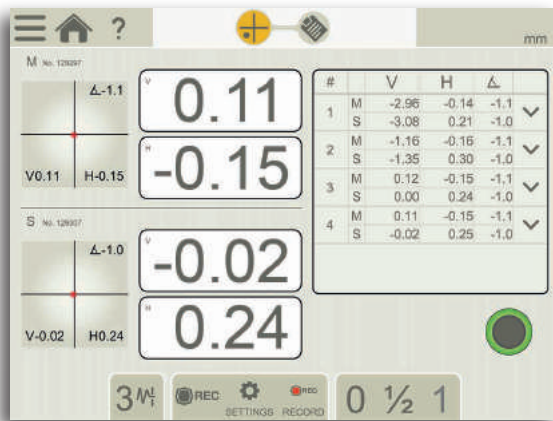 ?
mm
M No. 129297
∡-1.1
V0.11 H-0.15
V 0.11
H -0.15
S No. 129307
∡-1.0
V-0.02 H0.24
V -0.02
H 0.24
# V H ∡
1 M -2.96 -0.14 -1.1
S -3.08 0.21 -1.0
2 M -1.16 -0.16 -1.1
S -1.35 0.30 -1.0
3 M 0.12 -0.15 -1.1
S 0.00 0.24 -1.0
4 M 0.11 -0.15 -1.1
S -0.02 0.25 -1.0
3
REC
SETTINGS
REC
RECORD
0 ½ 1